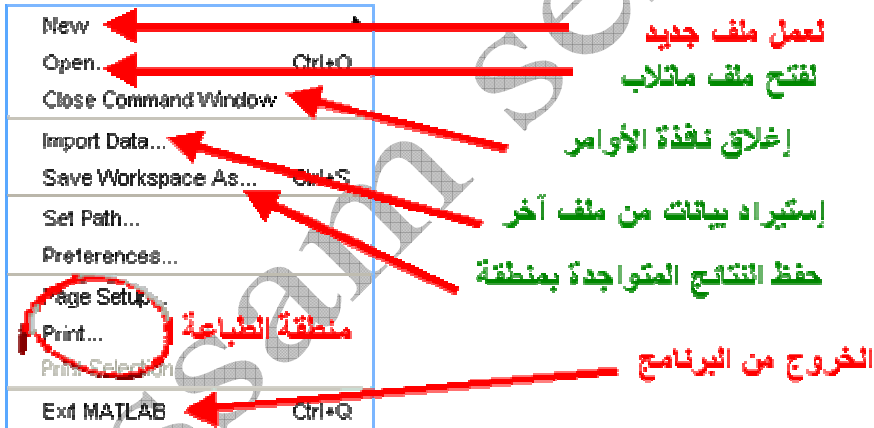 New
لعمل ملف جديد
Open... Ctrl+O
لفتح ملف ماتلاب
Close Command Window
إغلاق نافذة الأوامر
Import Data...
إستيراد بيانات من ملف آخر
Save Workspace As... Ctrl+S
حفظ النتائج المتواجدة بمنطقة
Set Path...
Preferences...
Page Setup...
Print...
منطقة الطباعة
Print Selection...
الخروج من البرنامج
Exit MATLAB Ctrl+Q